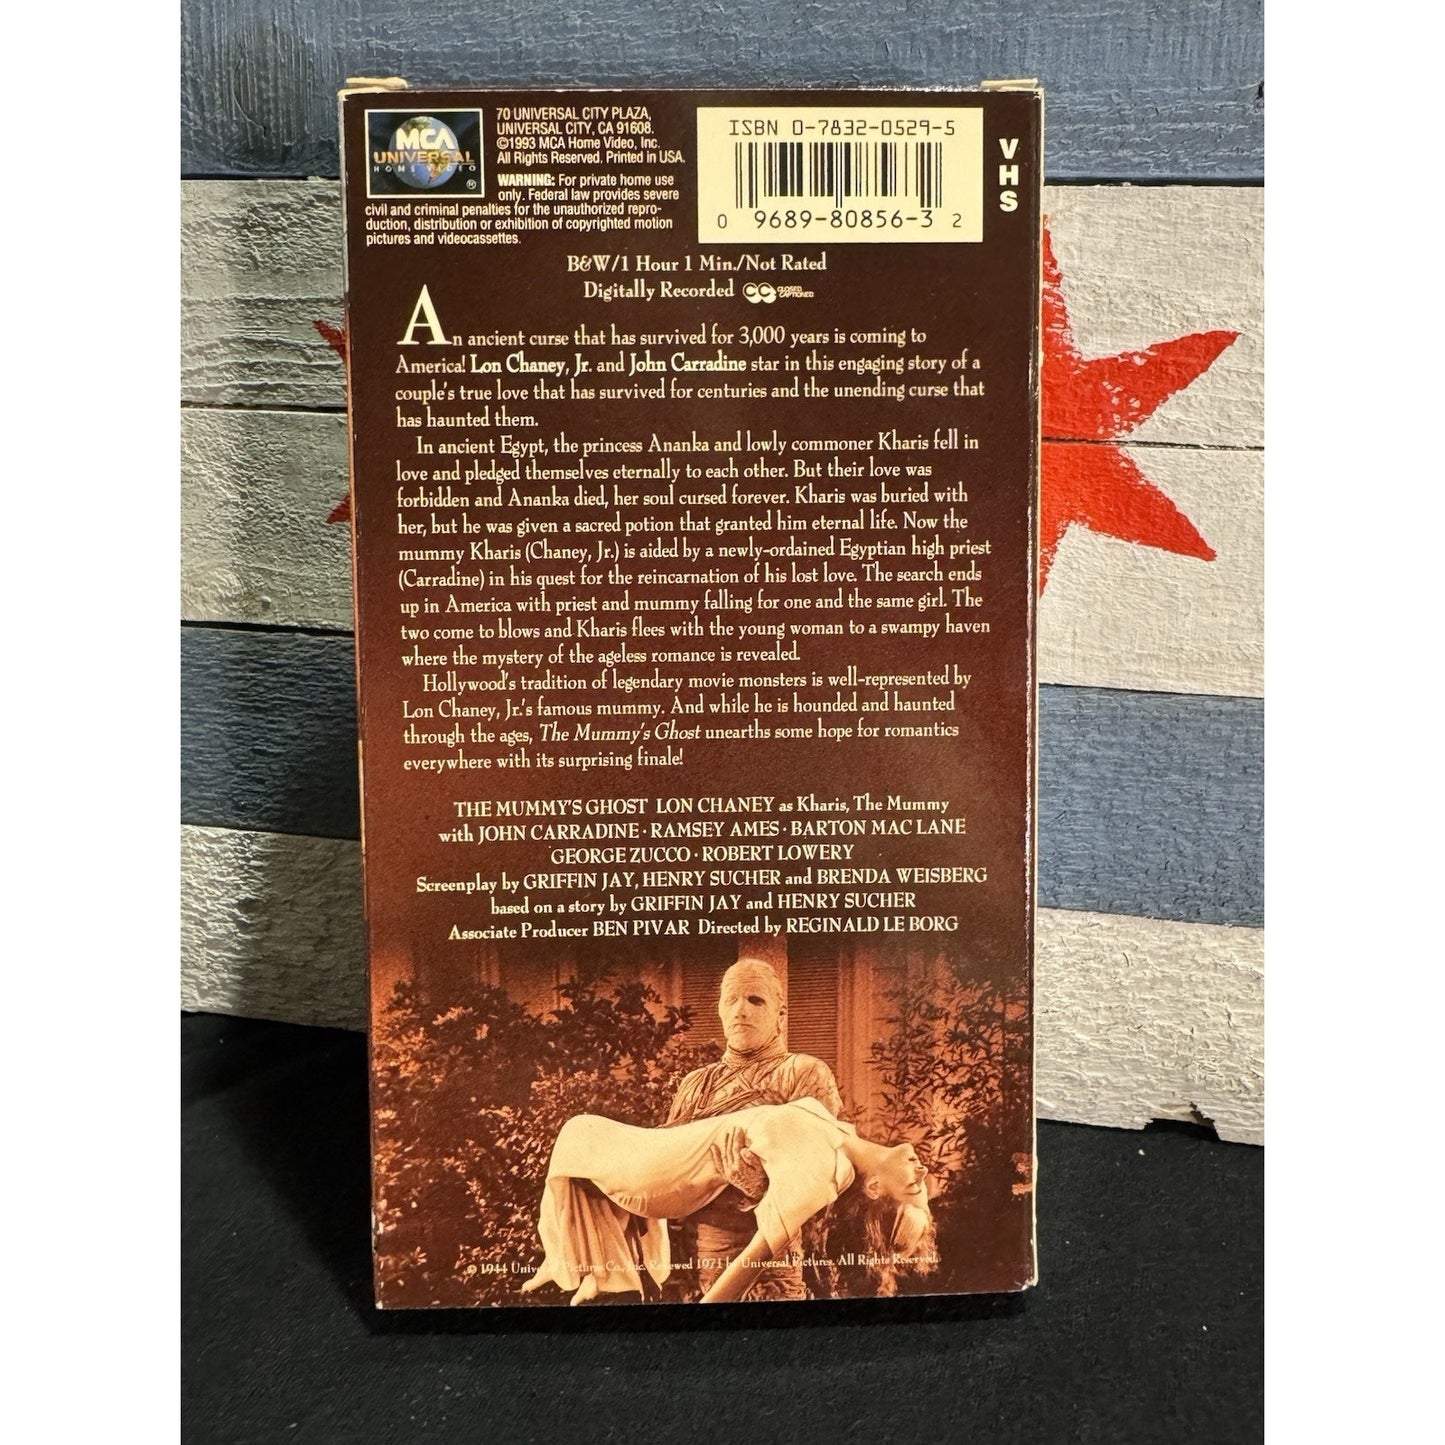 MCA
UNIVERSAL
HOME VIDEO
®
70 UNIVERSAL CITY PLAZA,
UNIVERSAL CITY, CA 91608.
©1993 MCA Home Video, Inc.
All Rights Reserved. Printed in USA.
WARNING: For private home use
only. Federal law provides severe
civil and criminal penalties for the unauthorized repro-
duction, distribution or exhibition of copyrighted motion
pictures and videocassettes.
ISBN 0-7832-0529-5
0 9689-80856-3 2
VHS
B&W/1 Hour 1 Min./Not Rated
Digitally Recorded CC CLOSED CAPTIONED
An ancient curse that has survived for 3,000 years is coming to
America! Lon Chaney, Jr. and John Carradine star in this engaging story of a
couple's true love that has survived for centuries and the unending curse that
has haunted them.
In ancient Egypt, the princess Ananka and lowly commoner Kharis fell in
love and pledged themselves eternally to each other. But their love was
forbidden and Ananka died, her soul cursed forever. Kharis was buried with
her, but he was given a sacred potion that granted him eternal life. Now the
mummy Kharis (Chaney, Jr.) is aided by a newly-ordained Egyptian high priest
(Carradine) in his quest for the reincarnation of his lost love. The search ends
up in America with priest and mummy falling for one and the same girl. The
two come to blows and Kharis flees with the young woman to a swampy haven
where the mystery of the ageless romance is revealed.
Hollywood's tradition of legendary movie monsters is well-represented by
Lon Chaney, Jr.'s famous mummy. And while he is hounded and haunted
through the ages, The Mummy's Ghost unearths some hope for romantics
everywhere with its surprising finale!
THE MUMMY'S GHOST LON CHANEY as Kharis, The Mummy
with JOHN CARRADINE · RAMSEY AMES · BARTON MAC LANE
GEORGE ZUCCO · ROBERT LOWERY
Screenplay by GRIFFIN JAY, HENRY SUCHER and BRENDA WEISBERG
based on a story by GRIFFIN JAY and HENRY SUCHER
Associate Producer BEN PIVAR Directed by REGINALD LE BORG
© 1944 Universal Pictures Co., Inc. Renewed 1971 by Universal Pictures. All Rights Reserved.